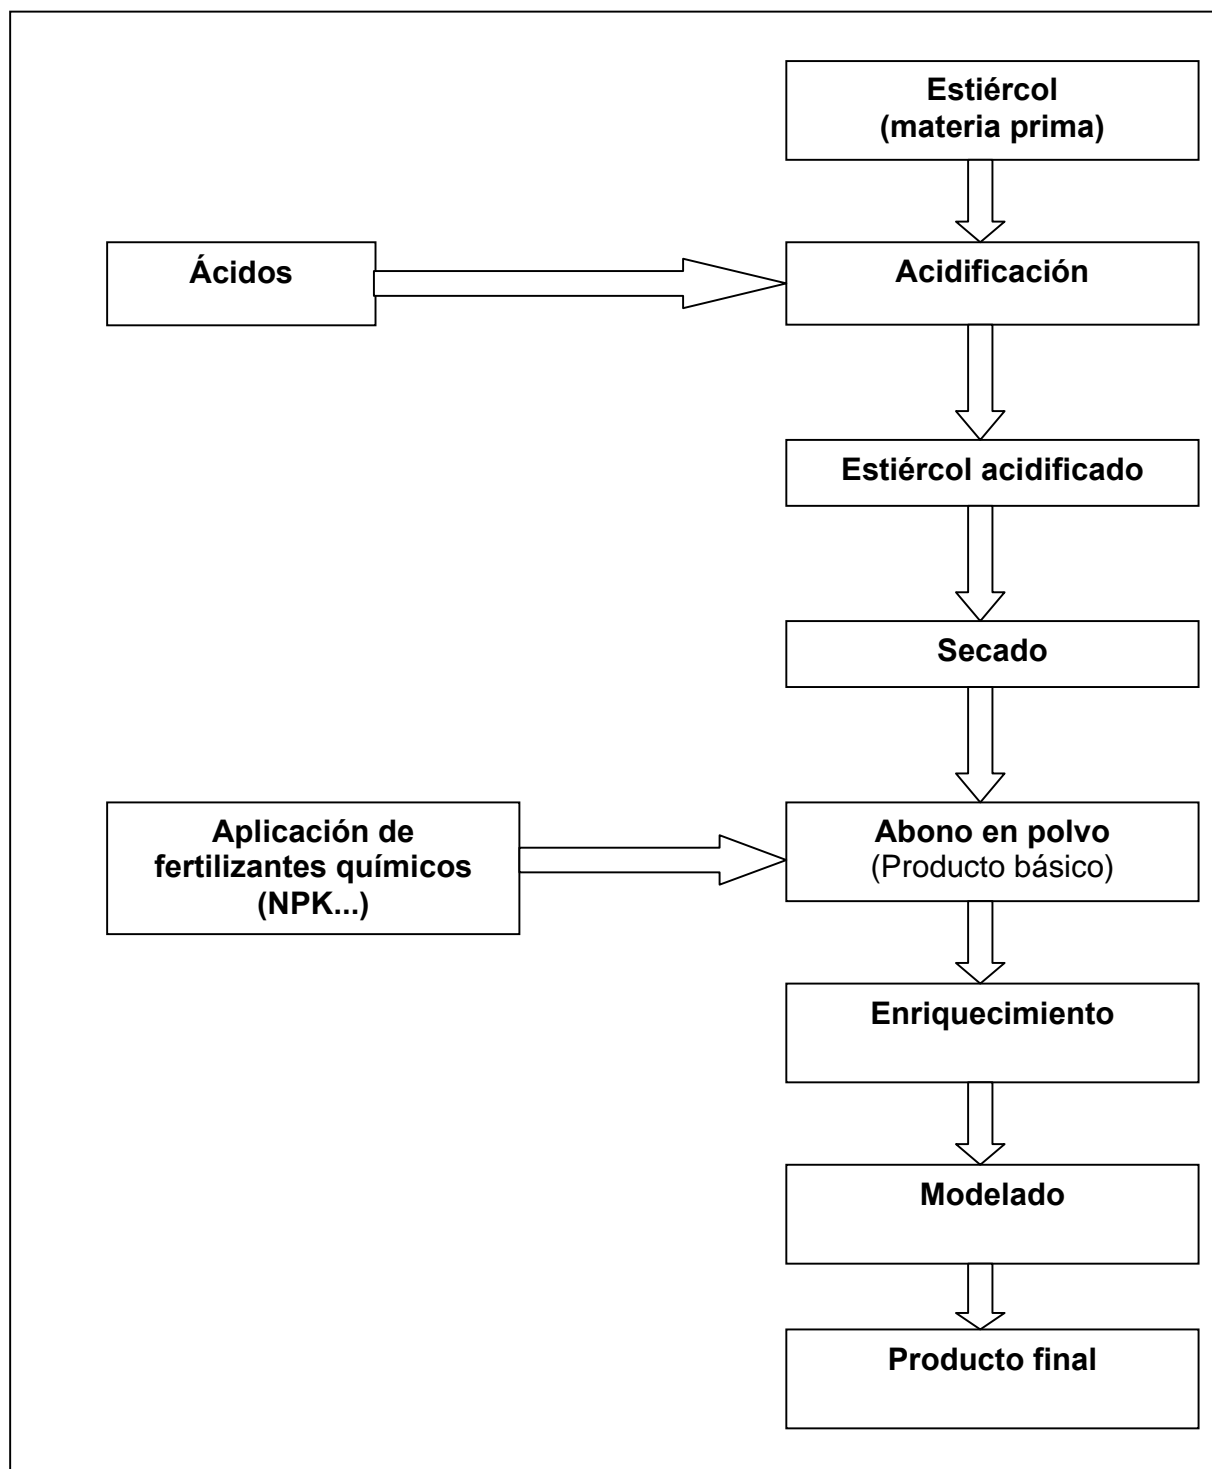 Estiércol
(materia prima)
Ácidos
Acidificación
Estiércol acidificado
Secado
Aplicación de
fertilizantes químicos
(NPK...)
Abono en polvo
(Producto básico)
Enriquecimiento
Modelado
Producto final